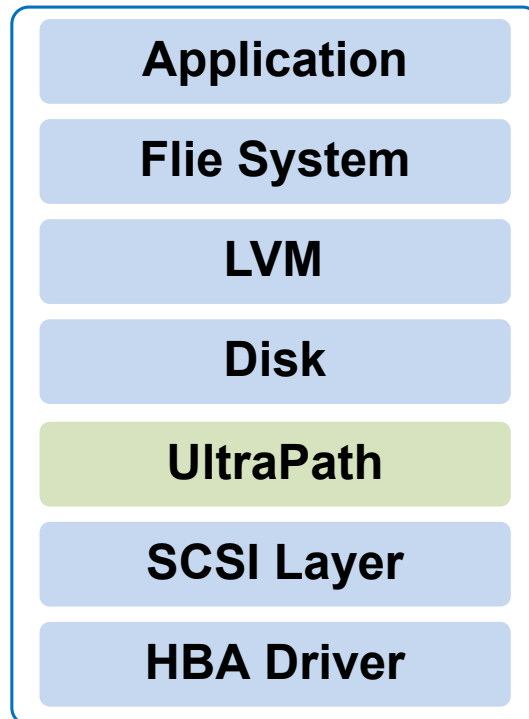 Application
Flie System
LVM
Disk
UltraPath
SCSI Layer
HBA Driver